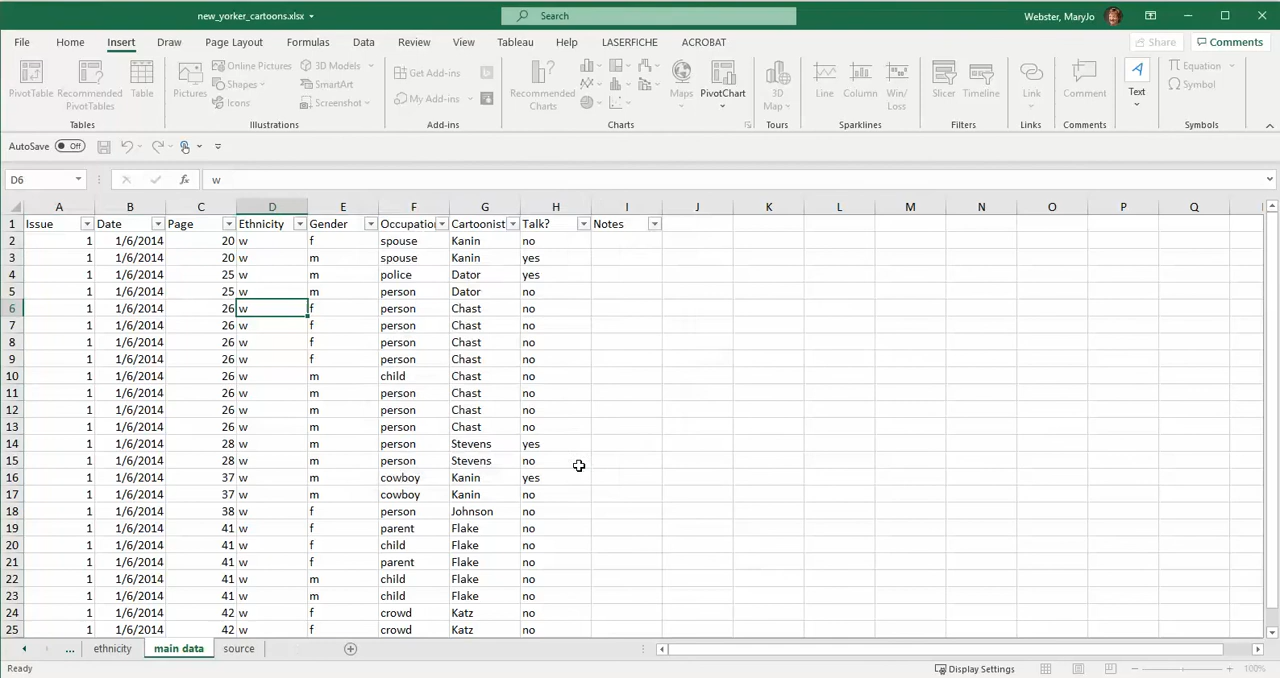 new_yorker_cartoons.xlsx Search Webster, MaryJo
File Home Insert Draw Page Layout Formulas Data Review View Tableau Help LASERFICHE ACROBAT Share Comments
PivotTable Recommended PivotTables Table Pictures Online Pictures Shapes Icons 3D Models SmartArt Screenshot Get Add-ins My Add-ins Recommended Charts Maps PivotChart 3D Map Line Column Win/Loss Slicer Timeline Link Comment Text Equation Symbol
Tables Illustrations Add-ins Charts Tours Sparklines Filters Links Comments Symbols
AutoSave Off
D6 fx w
A B C D E F G H I J K L M N O P Q
1 Issue Date Page Ethnicity Gender Occupatio Cartoonist Talk? Notes
2 1 1/6/2014 20 w f spouse Kanin no
3 1 1/6/2014 20 w m spouse Kanin yes
4 1 1/6/2014 25 w m police Dator yes
5 1 1/6/2014 25 w m person Dator no
6 1 1/6/2014 26 w f person Chast no
7 1 1/6/2014 26 w f person Chast no
8 1 1/6/2014 26 w f person Chast no
9 1 1/6/2014 26 w f person Chast no
10 1 1/6/2014 26 w m child Chast no
11 1 1/6/2014 26 w m person Chast no
12 1 1/6/2014 26 w m person Chast no
13 1 1/6/2014 26 w m person Chast no
14 1 1/6/2014 28 w m person Stevens yes
15 1 1/6/2014 28 w m person Stevens no
16 1 1/6/2014 37 w m cowboy Kanin yes
17 1 1/6/2014 37 w m cowboy Kanin no
18 1 1/6/2014 38 w f person Johnson no
19 1 1/6/2014 41 w f parent Flake no
20 1 1/6/2014 41 w f child Flake no
21 1 1/6/2014 41 w f parent Flake no
22 1 1/6/2014 41 w m child Flake no
23 1 1/6/2014 41 w m child Flake no
24 1 1/6/2014 42 w f crowd Katz no
25 1 1/6/2014 42 w f crowd Katz no
... ethnicity main data source
Ready Display Settings 100%